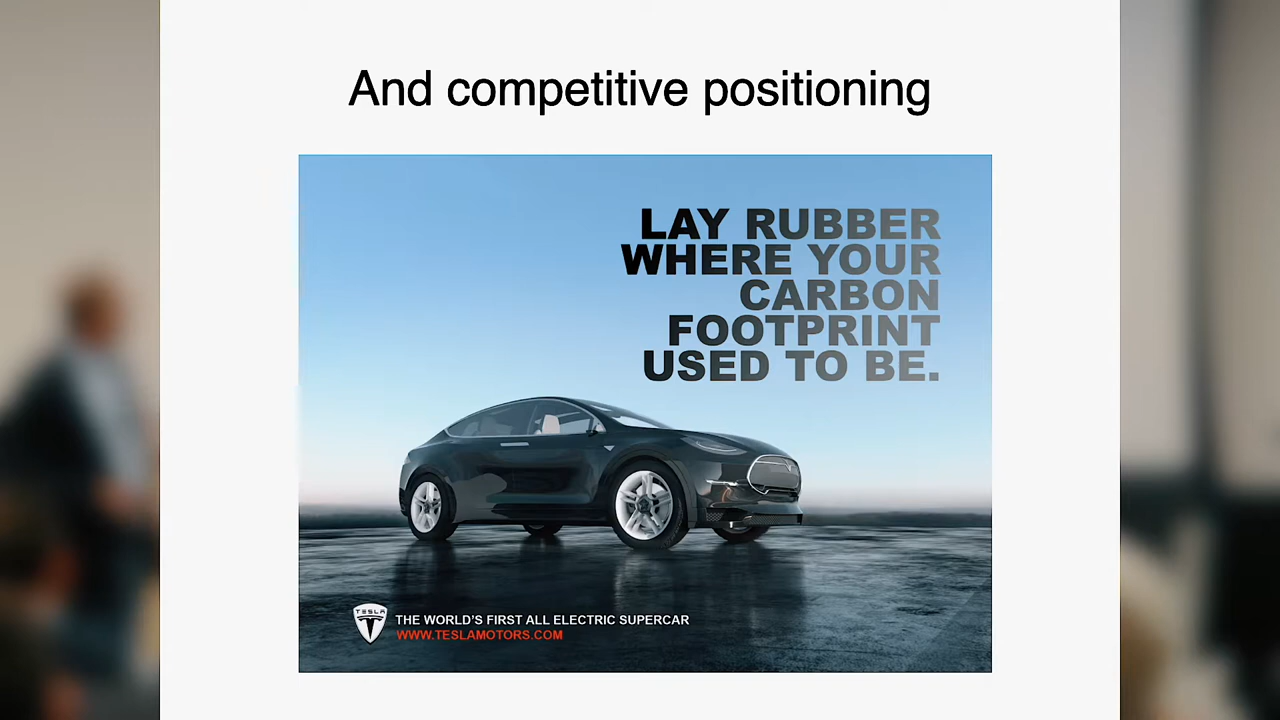 And competitive positioning
LAY RUBBER
WHERE YOUR
CARBON
FOOTPRINT
USED TO BE.
TESLA
THE WORLD'S FIRST ALL ELECTRIC SUPERCAR
WWW.TESLAMOTORS.COM